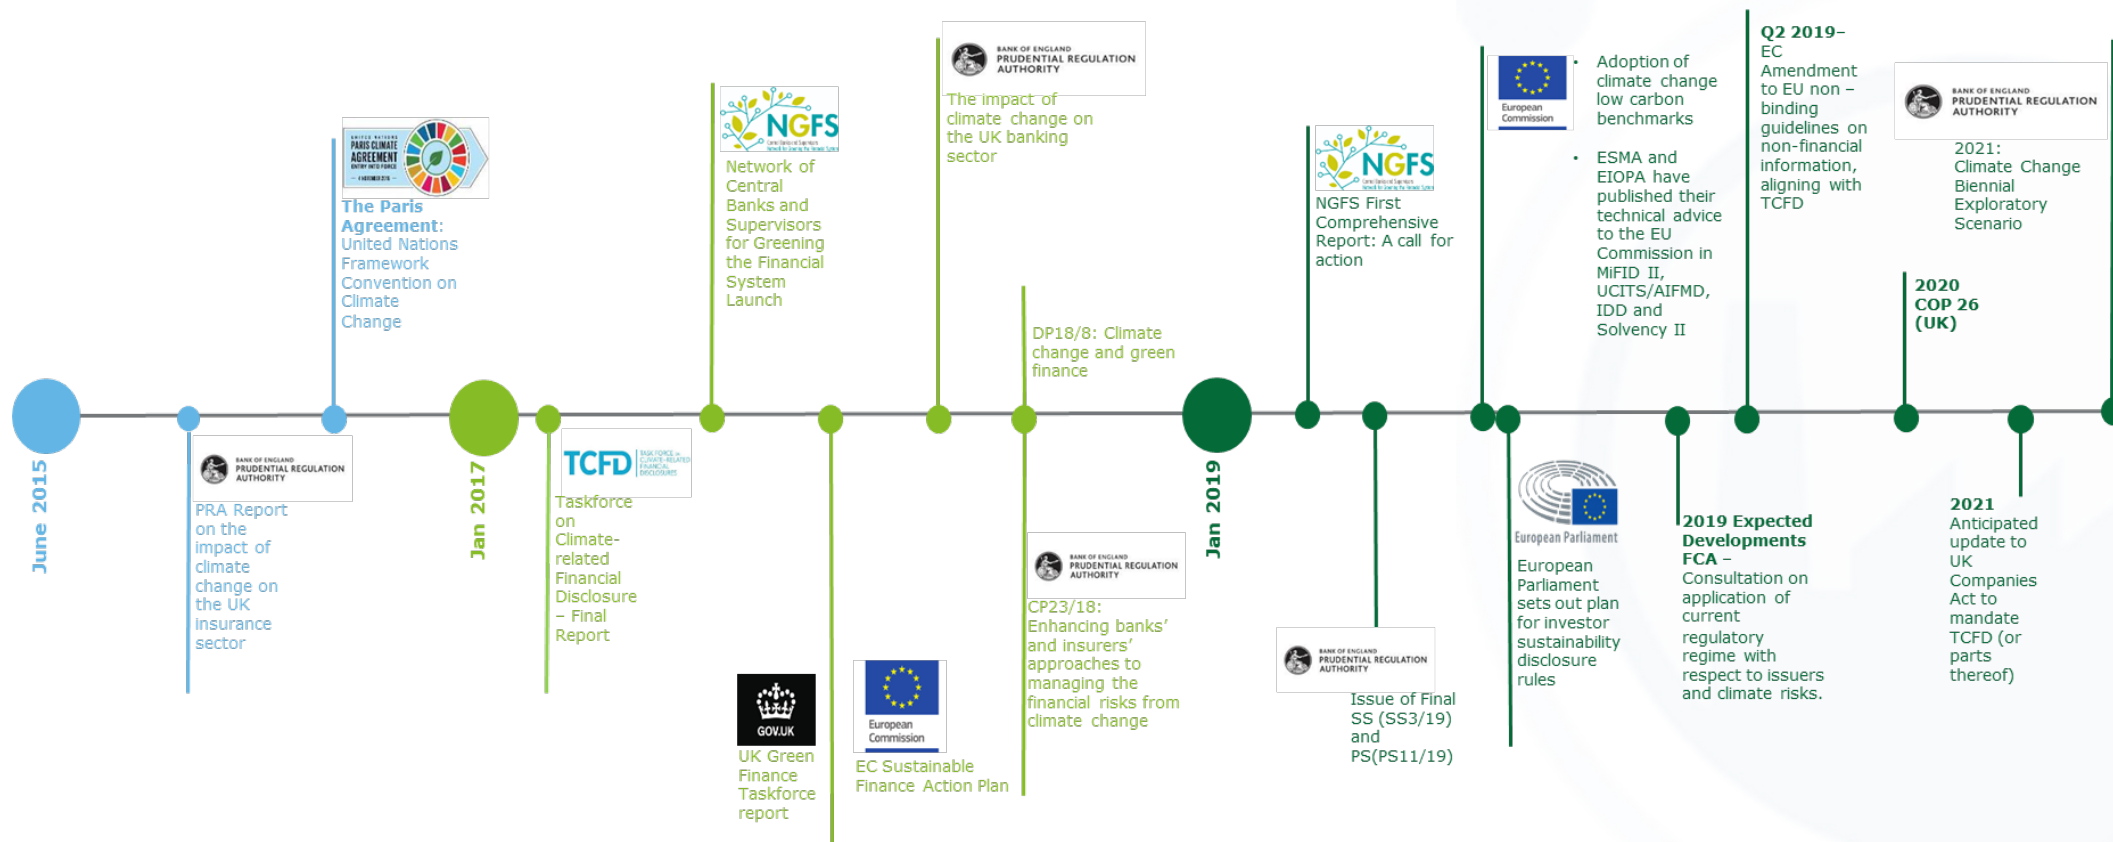 June 2015
BANK OF ENGLAND
PRUDENTIAL REGULATION
AUTHORITY
PRA Report
on the
impact of
climate
change on
the UK
insurance
sector
UNITED NATIONS
PARIS CLIMATE
AGREEMENT
ENTRY INTO FORCE
The Paris
Agreement:
United Nations
Framework
Convention on
Climate
Change
Jan 2017
TCFD
TASK FORCE on
CLIMATE-RELATED
FINANCIAL
DISCLOSURES
Taskforce
on
Climate-
related
Financial
Disclosure
– Final
Report
NGFS
Network of
Central
Banks and
Supervisors
for Greening
the Financial
System
Launch
GOV.UK
UK Green
Finance
Taskforce
report
European
Commission
EC Sustainable
Finance Action Plan
BANK OF ENGLAND
PRUDENTIAL REGULATION
AUTHORITY
The impact of
climate change on
the UK banking
sector
DP18/8: Climate
change and green
finance
BANK OF ENGLAND
PRUDENTIAL REGULATION
AUTHORITY
CP23/18:
Enhancing banks’
and insurers’
approaches to
managing the
financial risks from
climate change
Jan 2019
NGFS
NGFS First
Comprehensive
Report: A call for
action
BANK OF ENGLAND
PRUDENTIAL REGULATION
AUTHORITY
Issue of Final
SS (SS3/19)
and
PS(PS11/19)
European
Commission
• Adoption of
climate change
low carbon
benchmarks
• ESMA and
EIOPA have
published their
technical advice
to the EU
Commission in
MiFID II,
UCITS/AIFMD,
IDD and
Solvency II
European Parliament
European
Parliament
sets out plan
for investor
sustainability
disclosure
rules
2019 Expected
Developments
FCA –
Consultation on
application of
current
regulatory
regime with
respect to issuers
and climate risks.
Q2 2019–
EC
Amendment
to EU non –
binding
guidelines on
non-financial
information,
aligning with
TCFD
2020
COP 26
(UK)
2021
Anticipated
update to
UK
Companies
Act to
mandate
TCFD (or
parts
thereof)
BANK OF ENGLAND
PRUDENTIAL REGULATION
AUTHORITY
2021:
Climate Change
Biennial
Exploratory
Scenario